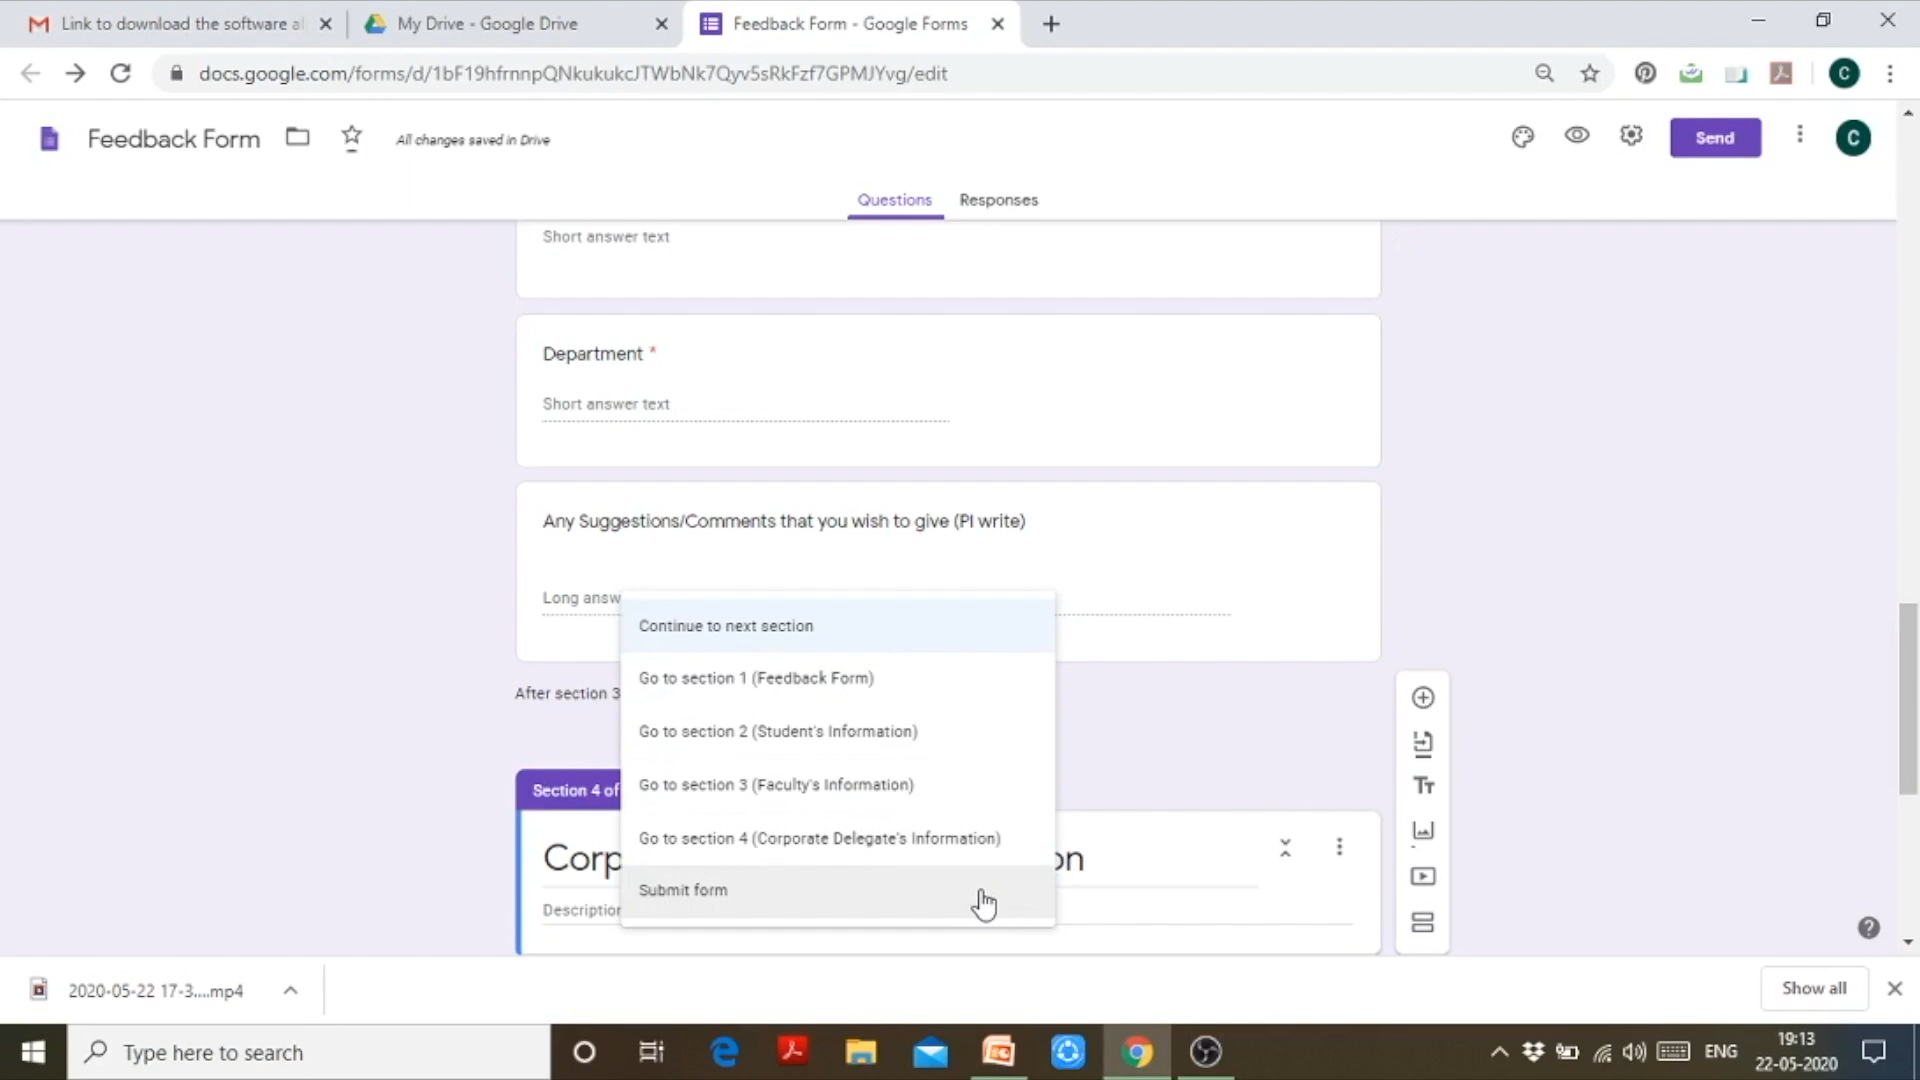 Link to download the software al
My Drive - Google Drive
Feedback Form - Google Forms
docs.google.com/forms/d/1bF19hfrnnpQNkukukcJTWbNk7Qyv5sRkFzf7GPMJYvg/edit
C
Feedback Form
All changes saved in Drive
Send
C
Questions
Responses
Short answer text
Department *
Short answer text
Any Suggestions/Comments that you wish to give (Pl write)
Long answ
Continue to next section
Go to section 1 (Feedback Form)
After section 3
Go to section 2 (Student's Information)
Go to section 3 (Faculty's Information)
Section 4 of
Go to section 4 (Corporate Delegate's Information)
Corp
on
Submit form
Description
2020-05-22 17-3....mp4
Show all
Type here to search
ENG
19:13
22-05-2020